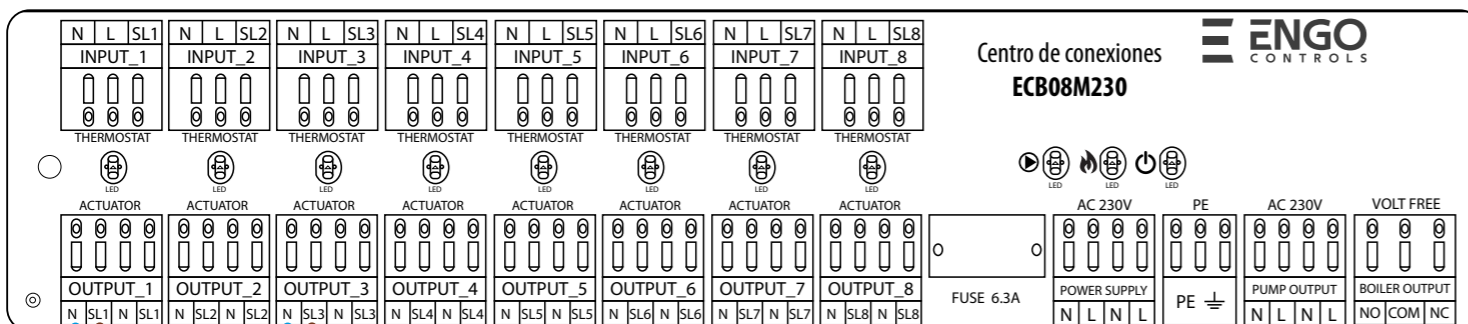 N L SL1 N L SL2 N L SL3 N L SL4 N L SL5 N L SL6 N L SL7 N L SL8
INPUT_1 INPUT_2 INPUT_3 INPUT_4 INPUT_5 INPUT_6 INPUT_7 INPUT_8
THERMOSTAT THERMOSTAT THERMOSTAT THERMOSTAT THERMOSTAT THERMOSTAT THERMOSTAT THERMOSTAT
Centro de conexiones
ECB08M230
ENGO
CONTROLS
LED LED LED LED LED LED LED LED
LED LED LED
ACTUATOR ACTUATOR ACTUATOR ACTUATOR ACTUATOR ACTUATOR ACTUATOR ACTUATOR
AC 230V PE AC 230V VOLT FREE
OUTPUT_1 OUTPUT_2 OUTPUT_3 OUTPUT_4 OUTPUT_5 OUTPUT_6 OUTPUT_7 OUTPUT_8
FUSE 6.3A
POWER SUPPLY PE PUMP OUTPUT BOILER OUTPUT
N SL1 N SL1 N SL2 N SL2 N SL3 N SL3 N SL4 N SL4 N SL5 N SL5 N SL6 N SL6 N SL7 N SL7 N SL8 N SL8
N L N L N L N L NO COM NC